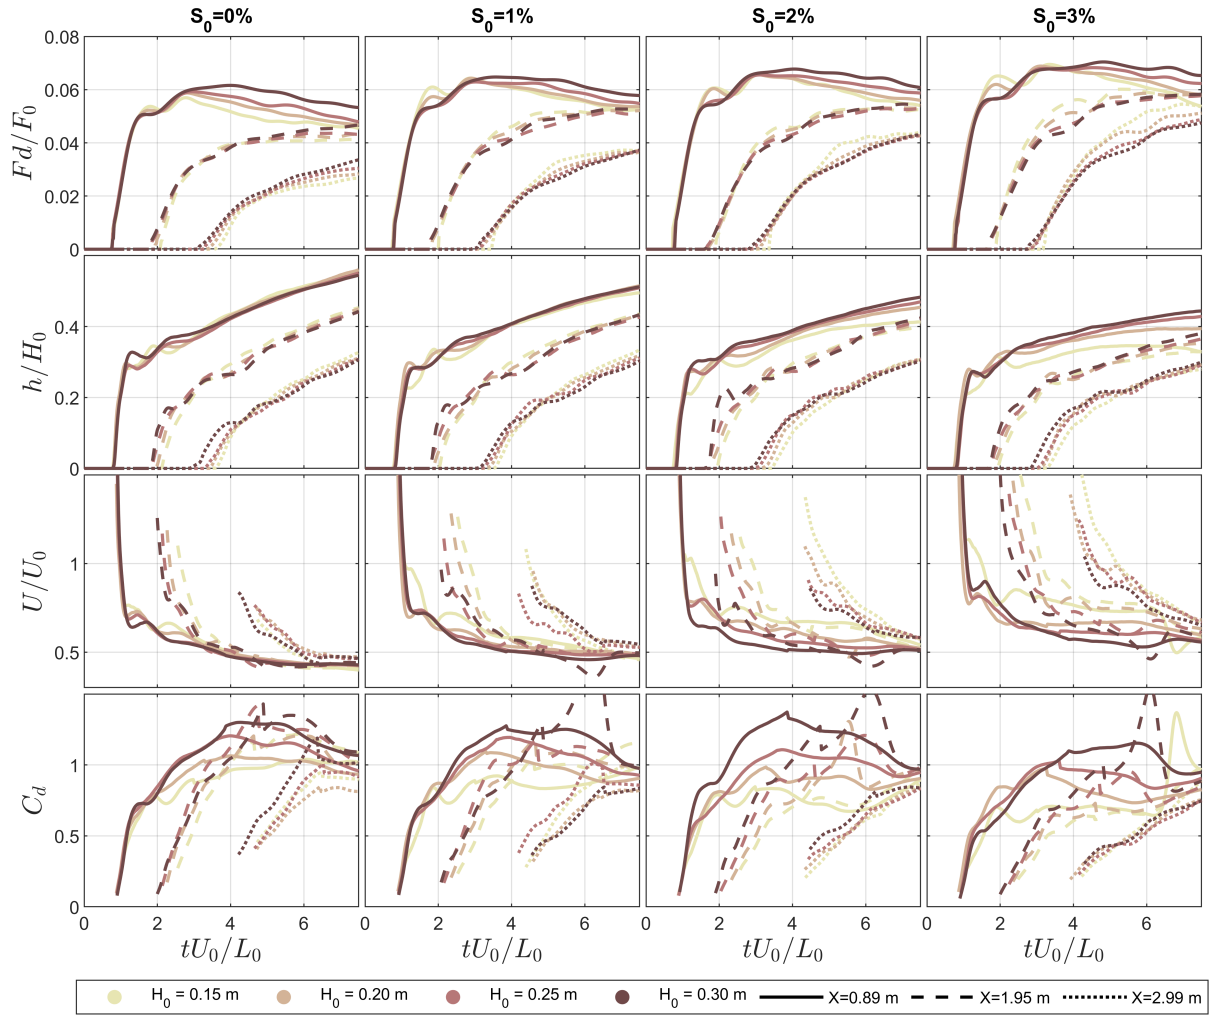 S₀=0% S₀=1% S₀=2% S₀=3%
0.08
0.06
0.04
0.02
0
Fd/F₀
0.4
0.2
0
h/H₀
1
0.5
U/U₀
1
0.5
0
C_d
0 2 4 6 0 2 4 6 0 2 4 6 0 2 4 6
tU₀/L₀ tU₀/L₀ tU₀/L₀ tU₀/L₀
H₀ = 0.15 m H₀ = 0.20 m H₀ = 0.25 m H₀ = 0.30 m X=0.89 m X=1.95 m X=2.99 m